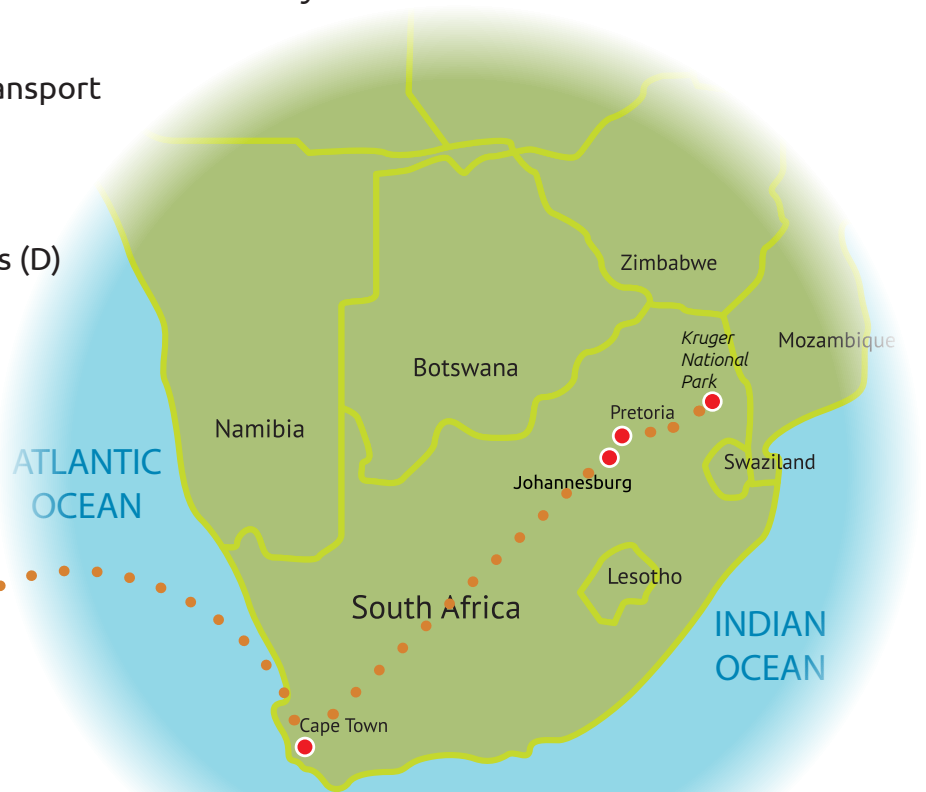 ansport
s (D)
Zimbabwe
Kruger
National
Park
Mozambique
Botswana
Pretoria
Namibia
ATLANTIC
OCEAN
Swaziland
Johannesburg
Lesotho
South Africa
INDIAN
OCEAN
Cape Town